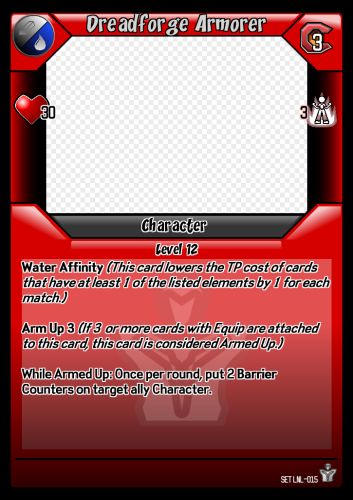 Dreadforge Armorer
3
30
3
Character
Level 12
Water Affinity (This card lowers the TP cost of cards
that have at least 1 of the listed elements by 1 for each
match.)
Arm Up 3 (If 3 or more cards with Equip are attached
to this card, this card is considered Armed Up.)
While Armed Up: Once per round, put 2 Barrier
Counters on target ally Character.
SET LNL-015